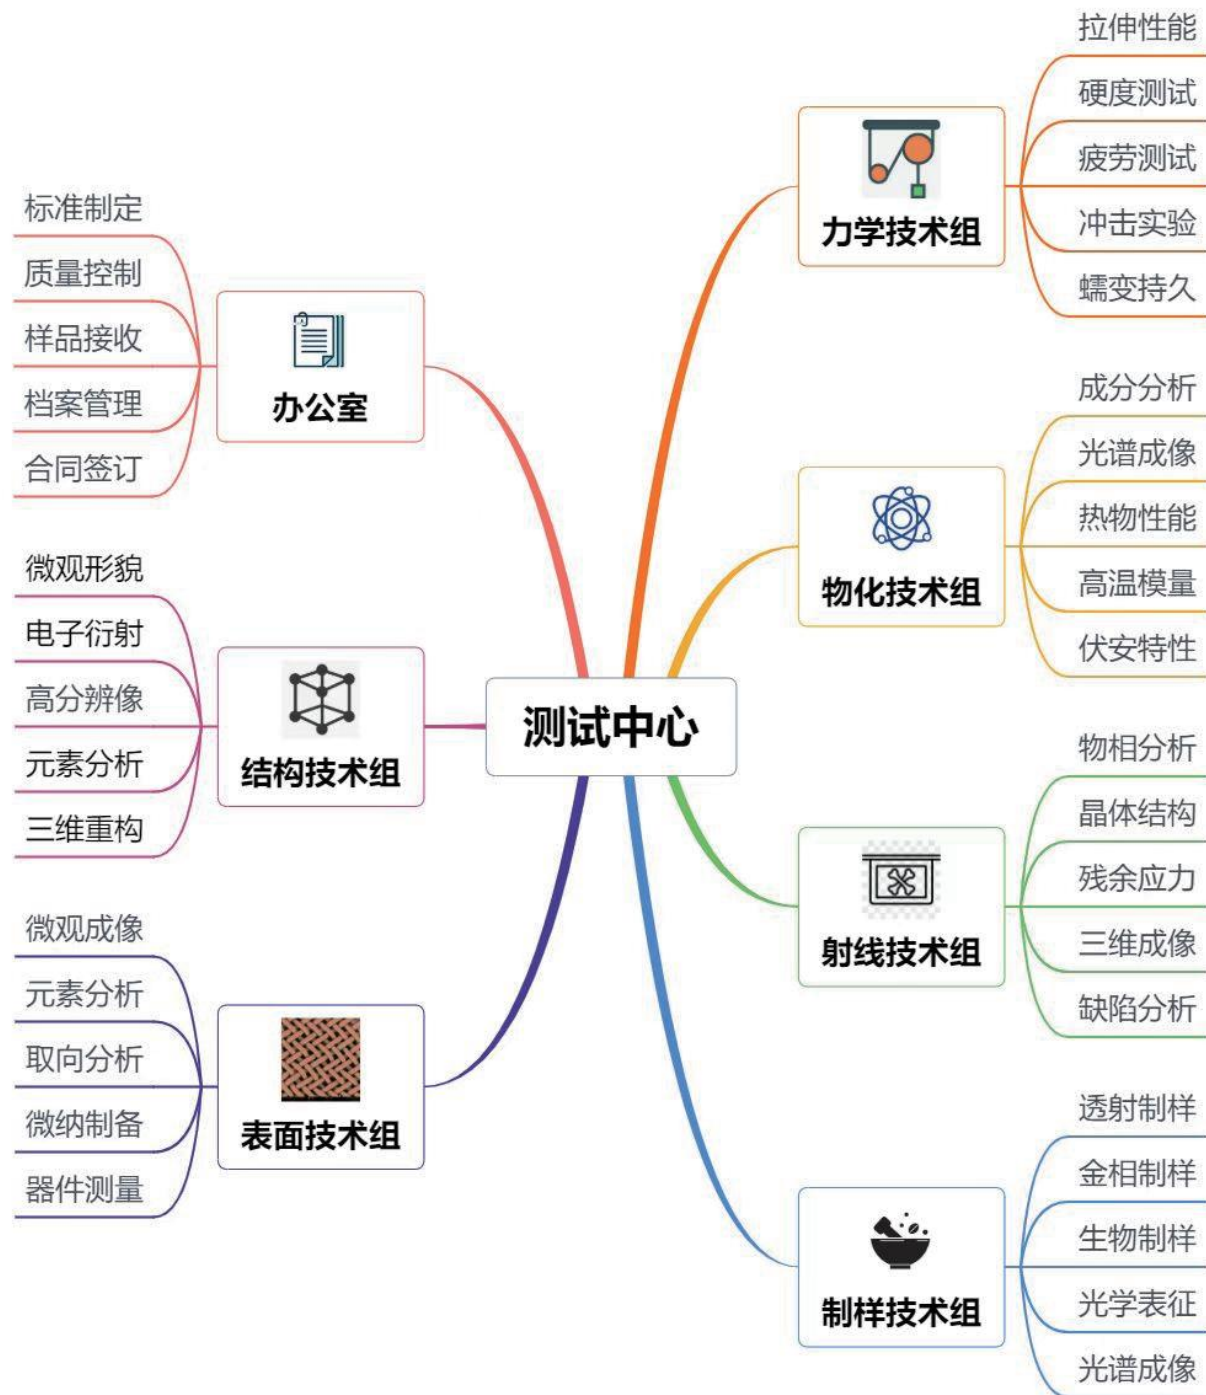 测试中心
办公室
标准制定
质量控制
样品接收
档案管理
合同签订
结构技术组
微观形貌
电子衍射
高分辨像
元素分析
三维重构
表面技术组
微观成像
元素分析
取向分析
微纳制备
器件测量
力学技术组
拉伸性能
硬度测试
疲劳测试
冲击实验
蠕变持久
物化技术组
成分分析
光谱成像
热物性能
高温模量
伏安特性
射线技术组
物相分析
晶体结构
残余应力
三维成像
缺陷分析
制样技术组
透射制样
金相制样
生物制样
光学表征
光谱成像